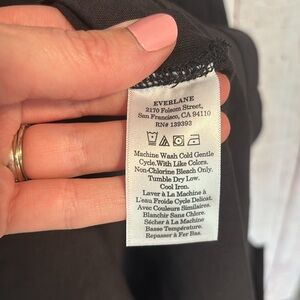 EVERLANE
2170 Folsom Street,
San Francisco, CA 94110
RN# 139393
Machine Wash Cold Gentle
Cycle.With Like Colors.
Non-Chlorine Bleach Only.
Tumble Dry Low.
Cool Iron.
Laver à La Machine à
L'eau Froide Cycle Delicat.
Avec Couleurs Similaires.
Blanchir Sans Chlore.
Sécher à La Machine
Basse Température.
Repasser à Fer Bas.